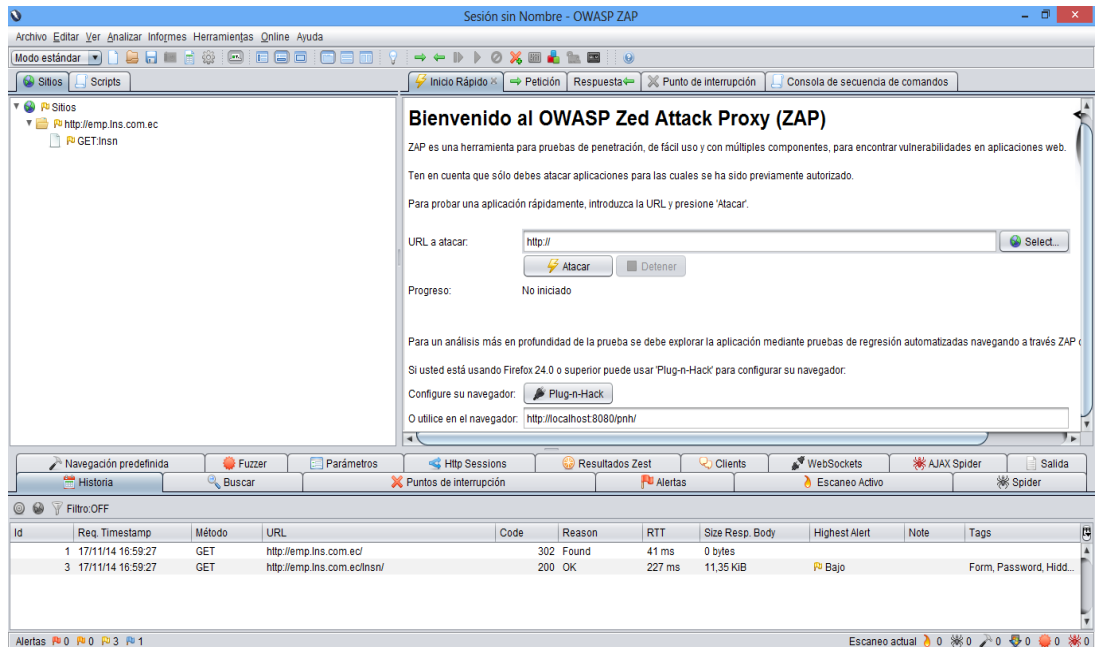 Sesión sin Nombre - OWASP ZAP
Archivo Editar Ver Analizar Informes Herramientas Online Ayuda
Modo estándar
Sitios Scripts
Inicio Rápido Petición Respuesta Punto de interrupción Consola de secuencia de comandos
Sitios
http://emp.lns.com.ec
GET:lnsn
Bienvenido al OWASP Zed Attack Proxy (ZAP)
ZAP es una herramienta para pruebas de penetración, de fácil uso y con múltiples componentes, para encontrar vulnerabilidades en aplicaciones web.
Ten en cuenta que sólo debes atacar aplicaciones para las cuales se ha sido previamente autorizado.
Para probar una aplicación rápidamente, introduzca la URL y presione 'Atacar'.
URL a atacar: http:// Select...
Atacar Detener
Progreso: No iniciado
Para un análisis más en profundidad de la prueba se debe explorar la aplicación mediante pruebas de regresión automatizadas navegando a través ZAP
Si usted está usando Firefox 24.0 o superior puede usar 'Plug-n-Hack' para configurar su navegador:
Configure su navegador: Plug-n-Hack
O utilice en el navegador: http://localhost:8080/pnh/
Navegación predefinida Fuzzer Parámetros Http Sessions Resultados Zest Clients WebSockets AJAX Spider Salida
Historia Buscar Puntos de interrupción Alertas Escaneo Activo Spider
Filtro:OFF
Id Req. Timestamp Método URL Code Reason RTT Size Resp. Body Highest Alert Note Tags
1 17/11/14 16:59:27 GET http://emp.lns.com.ec/ 302 Found 41 ms 0 bytes
3 17/11/14 16:59:27 GET http://emp.lns.com.ec/lnsn/ 200 OK 227 ms 11,35 KiB Bajo Form, Password, Hidd...
Alertas 0 0 3 1 Escaneo actual 0 0 0 0 0 0